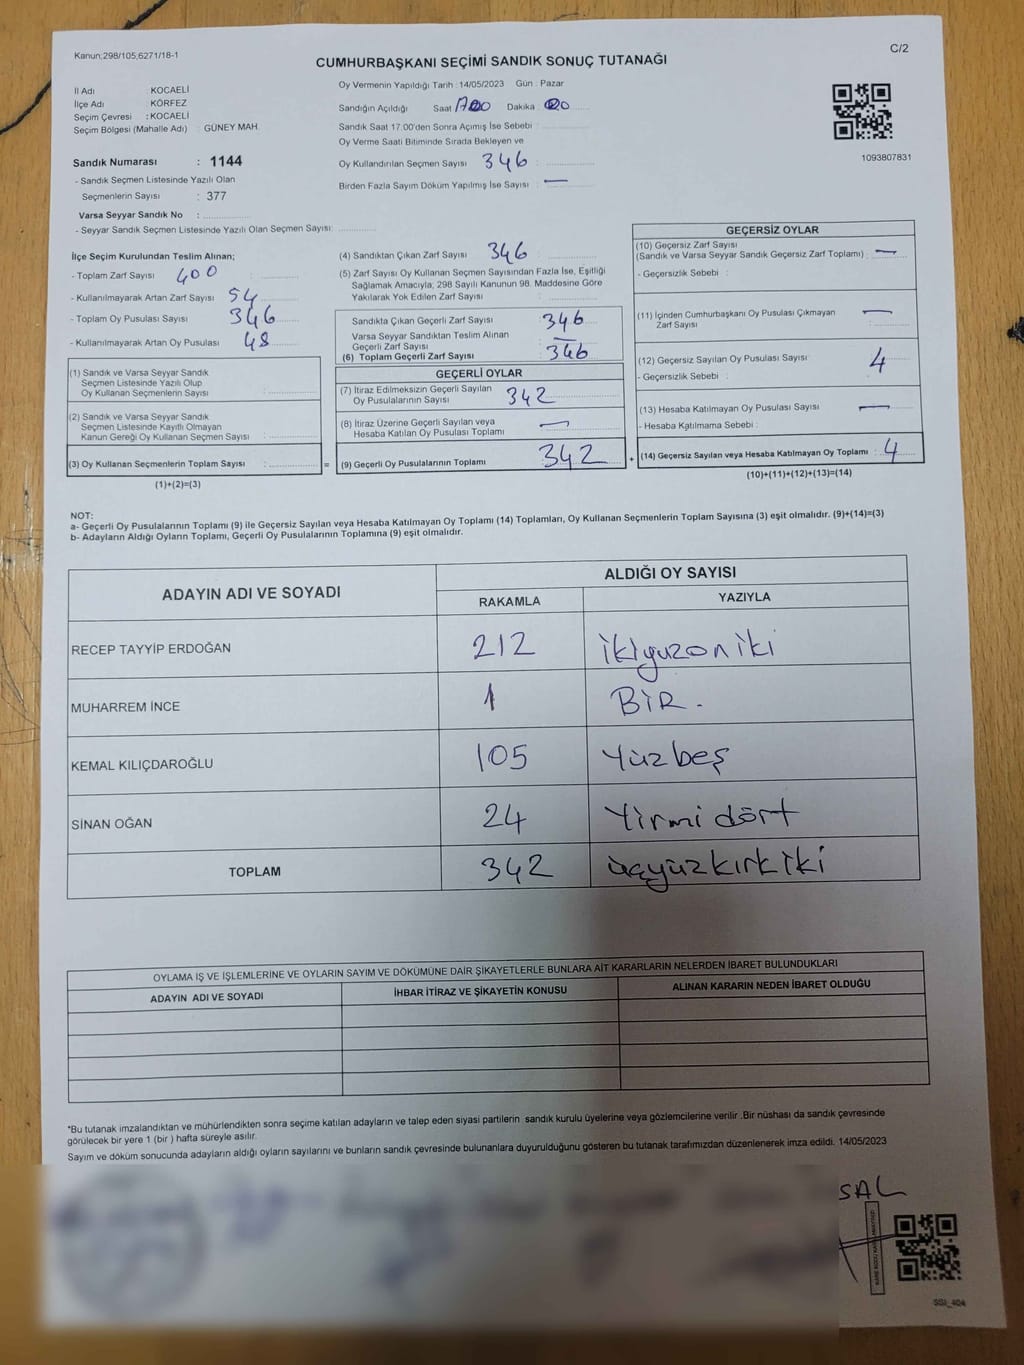 Kanun;298/105,6271/18-1
C/2
CUMHURBAŞKANI SEÇİMİ SANDIK SONUÇ TUTANAĞI
İl Adı : KOCAELİ
İlçe Adı : KÖRFEZ
Seçim Çevresi : KOCAELİ
Seçim Bölgesi (Mahalle Adı) : GÜNEY MAH.
Sandık Numarası : 1144
- Sandık Seçmen Listesinde Yazılı Olan
Seçmenlerin Sayısı : 377
Varsa Seyyar Sandık No :
- Seyyar Sandık Seçmen Listesinde Yazılı Olan Seçmen Sayısı:
Oy Vermenin Yapıldığı Tarih : 14/05/2023 Gün : Pazar
Sandığın Açıldığı Saat Dakika
Sandık Saat 17.00'den Sonra Açmış İse Sebebi :
Oy Verme Saati Bitiminde Sırada Bekleyen ve
Oy Kullandırılan Seçmen Sayısı 346
Birden Fazla Sayım Döküm Yapılmış İse Sayısı : —
1093807831
İlçe Seçim Kurulundan Teslim Alınan;
- Toplam Zarf Sayısı 400
- Kullanılmayarak Artan Zarf Sayısı 54
- Toplam Oy Pusulası Sayısı 346
- Kullanılmayarak Artan Oy Pusulası 48
(1) Sandık ve Varsa Seyyar Sandık
Seçmen Listesinde Yazılı Olup
Oy Kullanan Seçmenlerin Sayısı :
(2) Sandık ve Varsa Seyyar Sandık
Seçmen Listesinde Kayıtlı Olmayan
Kanun Gereği Oy Kullanan Seçmen Sayısı :
(3) Oy Kullanan Seçmenlerin Toplam Sayısı : =
(1)+(2)=(3)
(4) Sandıktan Çıkan Zarf Sayısı 346
(5) Zarf Sayısı Oy Kullanan Seçmen Sayısından Fazla İse, Eşitliği
Sağlamak Amacıyla; 298 Sayılı Kanunun 98. Maddesine Göre
Yakılarak Yok Edilen Zarf Sayısı :
Sandıkta Çıkan Geçerli Zarf Sayısı : 346
Varsa Seyyar Sandıktan Teslim Alınan
Geçerli Zarf Sayısı : —
(6) Toplam Geçerli Zarf Sayısı : 346
GEÇERLİ OYLAR
(7) İtiraz Edilmeksizin Geçerli Sayılan
Oy Pusulalarının Sayısı : 342
(8) İtiraz Üzerine Geçerli Sayılan veya
Hesaba Katılan Oy Pusulası Toplamı : —
(9) Geçerli Oy Pusulalarının Toplamı : 342 +
GEÇERSİZ OYLAR
(10) Geçersiz Zarf Sayısı
(Sandık ve Varsa Seyyar Sandık Geçersiz Zarf Toplamı) : —
- Geçersizlik Sebebi :
(11) İçinden Cumhurbaşkanı Oy Pusulası Çıkmayan
Zarf Sayısı : —
(12) Geçersiz Sayılan Oy Pusulası Sayısı : 4
- Geçersizlik Sebebi :
(13) Hesaba Katılmayan Oy Pusulası Sayısı : —
- Hesaba Katılmama Sebebi :
(14) Geçersiz Sayılan veya Hesaba Katılmayan Oy Toplamı : 4
(10)+(11)+(12)+(13)=(14)
NOT:
a- Geçerli Oy Pusulalarının Toplamı (9) ile Geçersiz Sayılan veya Hesaba Katılmayan Oy Toplamı (14) Toplamları, Oy Kullanan Seçmenlerin Toplam Sayısına (3) eşit olmalıdır. (9)+(14)=(3)
b- Adayların Aldığı Oyların Toplamı, Geçerli Oy Pusulalarının Toplamına (9) eşit olmalıdır.
ADAYIN ADI VE SOYADI ALDIĞI OY SAYISI
RAKAMLA YAZIYLA
RECEP TAYYİP ERDOĞAN 212 ikiyüzoniki
MUHARREM İNCE 1 BİR.
KEMAL KILIÇDAROĞLU 105 Yüzbeş
SİNAN OĞAN 24 Yirmi dört
TOPLAM 342 üçyüzkırkiki
OYLAMA İŞ VE İŞLEMLERİNE VE OYLARIN SAYIM VE DÖKÜMÜNE DAİR ŞİKAYETLERLE BUNLARA AİT KARARLARIN NELERDEN İBARET BULUNDUKLARI
ADAYIN ADI VE SOYADI İHBAR İTİRAZ VE ŞİKAYETİN KONUSU ALINAN KARARIN NEDEN İBARET OLDUĞU
*Bu tutanak imzalandıktan ve mühürlendikten sonra seçime katılan adayların ve talep eden siyasi partilerin sandık kurulu üyelerine veya gözlemcilerine verilir .Bir nüshası da sandık çevresinde
görülecek bir yere 1 (bir ) hafta süreyle asılır.
Sayım ve döküm sonucunda adayların aldığı oyların sayılarını ve bunların sandık çevresinde bulunanlara duyurulduğunu gösteren bu tutanak tarafımızdan düzenlenerek imza edildi. 14/05/2023
SAL
SSI_404